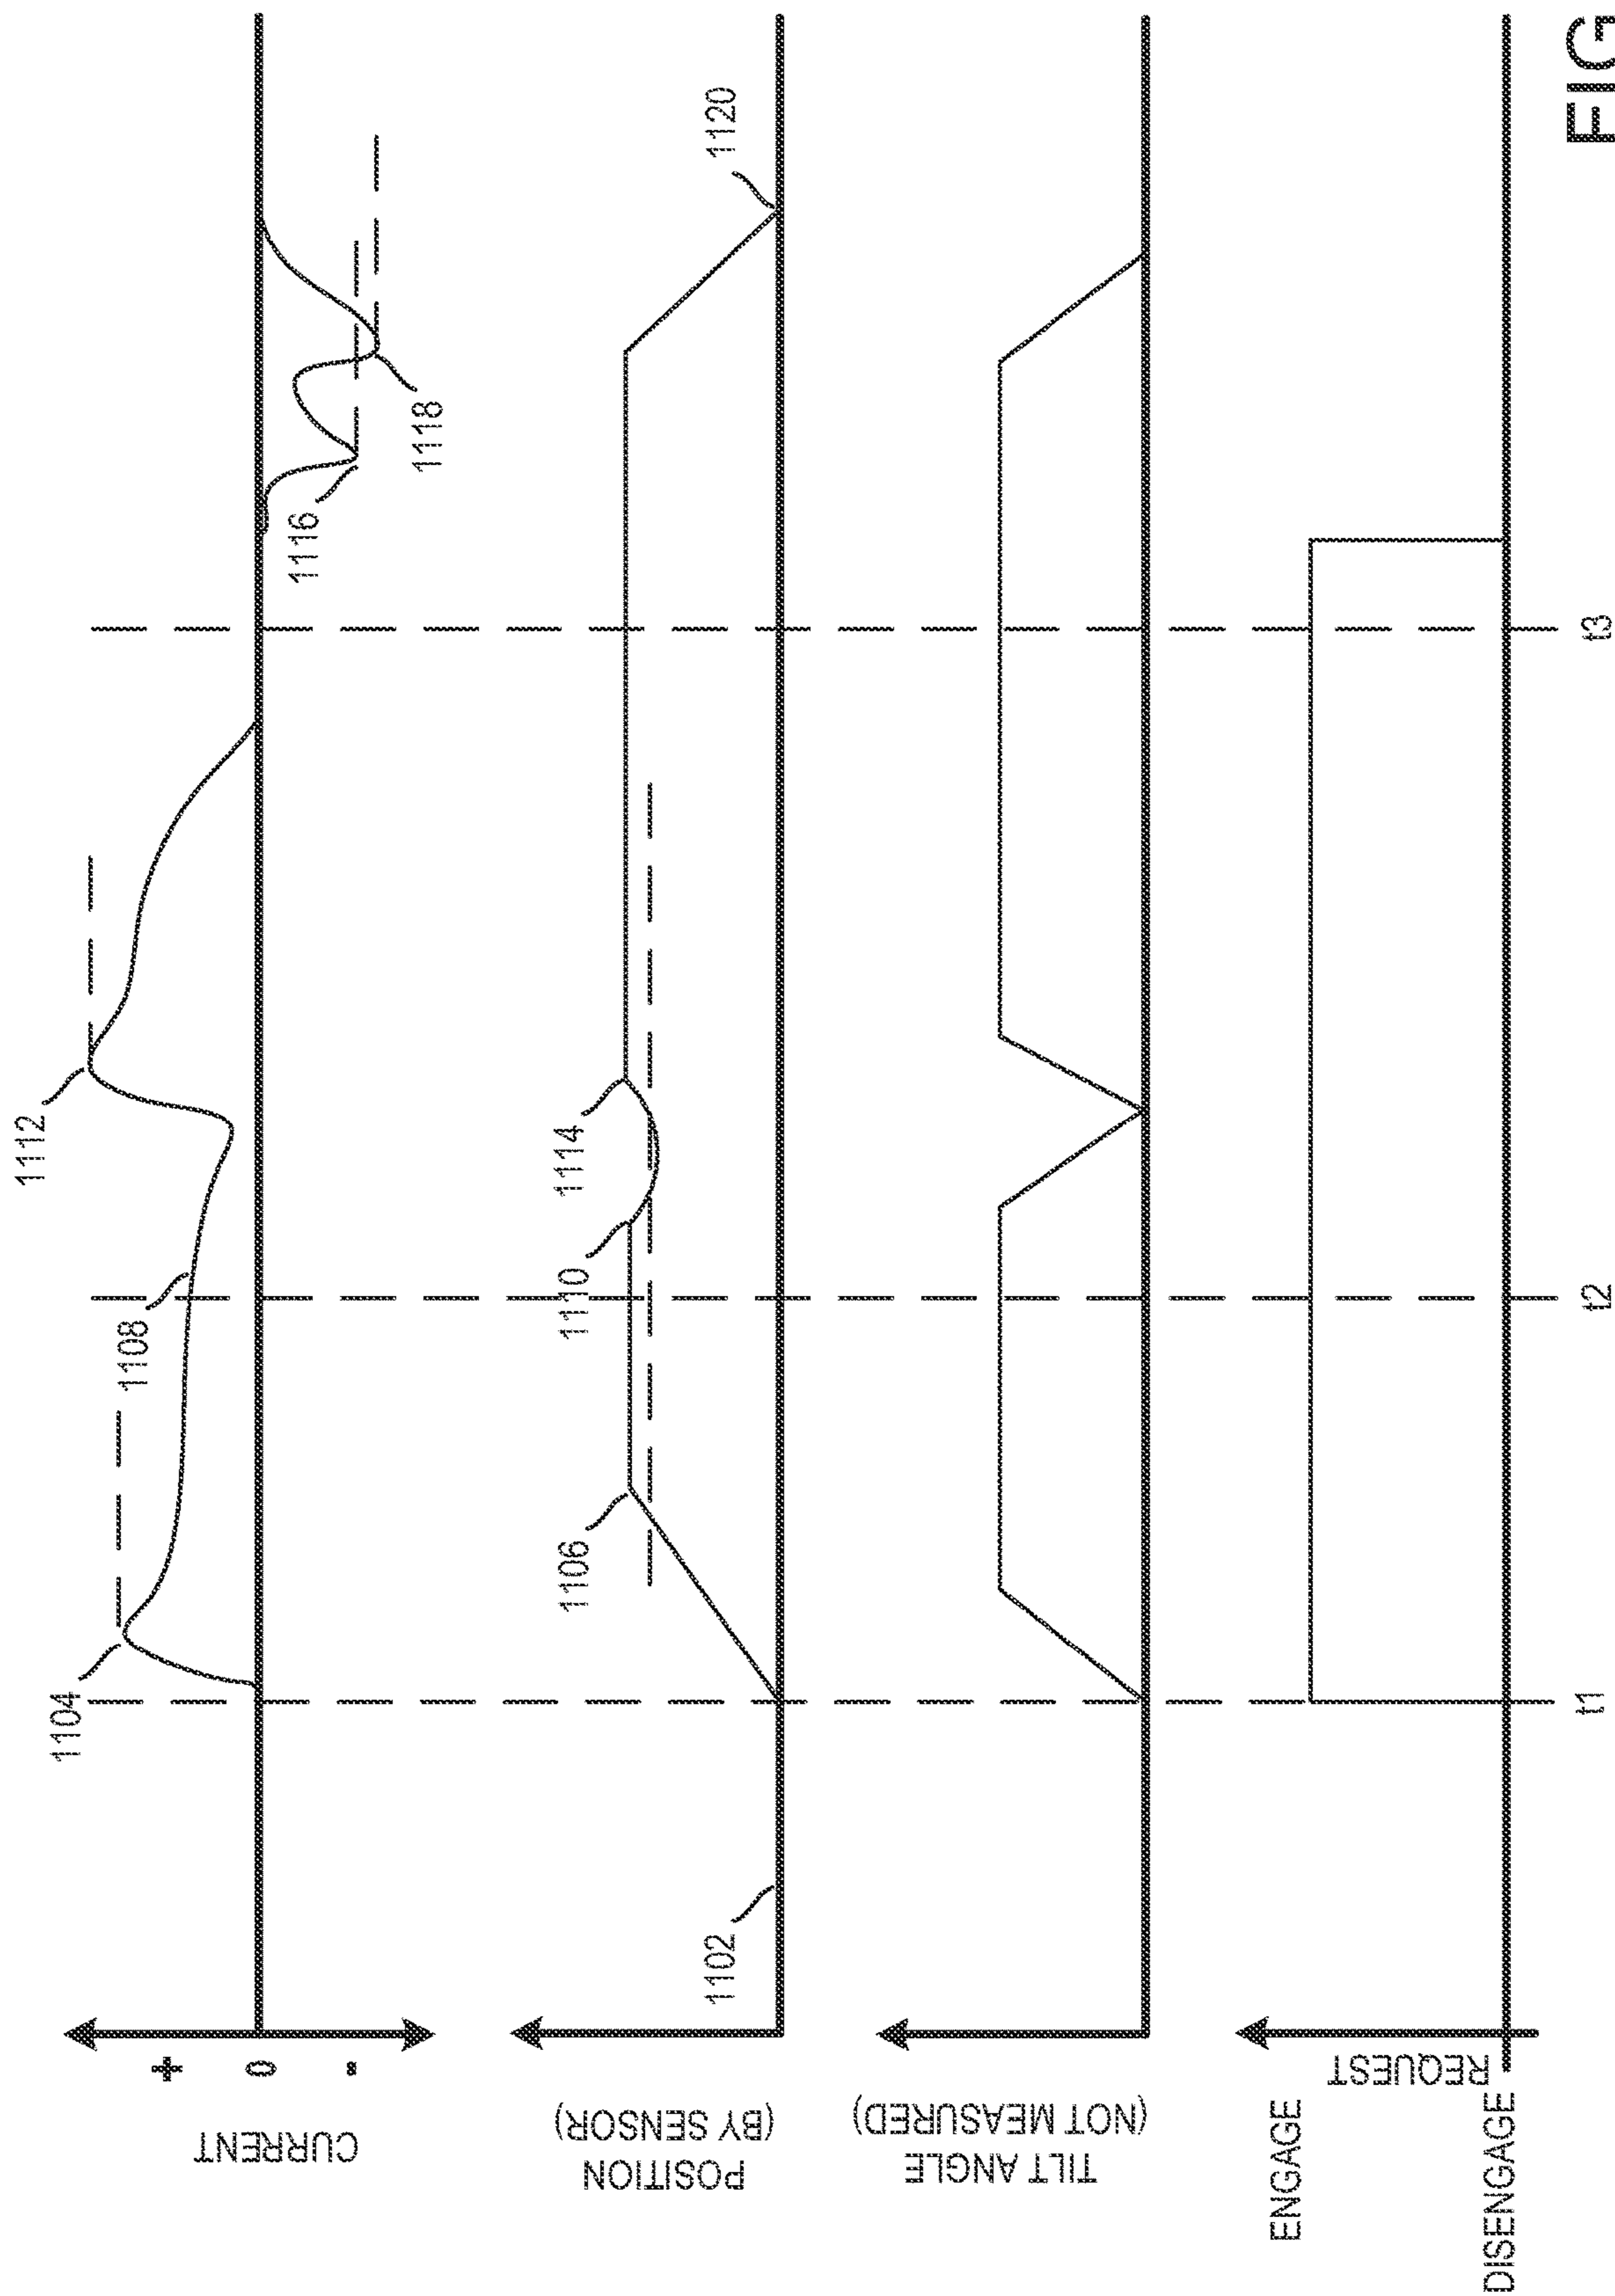 1112
1104
1108
+
0
-
CURRENT
1116
1118
1106
1110
1114
POSITION
(BY SENSOR)
1102
1120
TILT ANGLE
(NOT MEASURED)
ENGAGE
REQUEST
DISENGAGE
t1
t2
t3
FIG